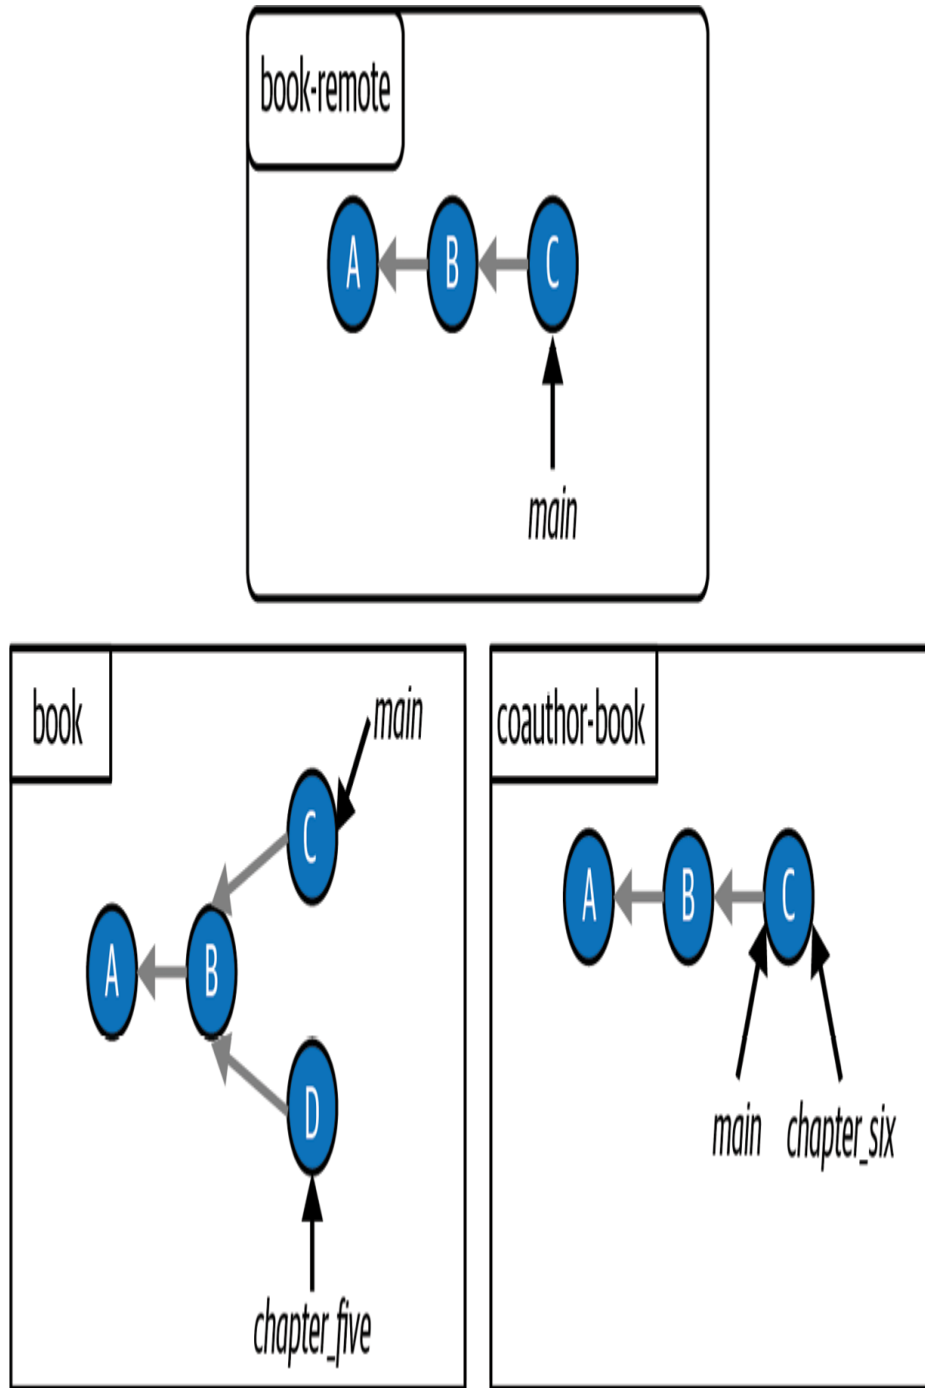 book-remote
A
B
C
main
book
main
C
A
B
D
chapter_five
coauthor-book
A
B
C
main
chapter_six